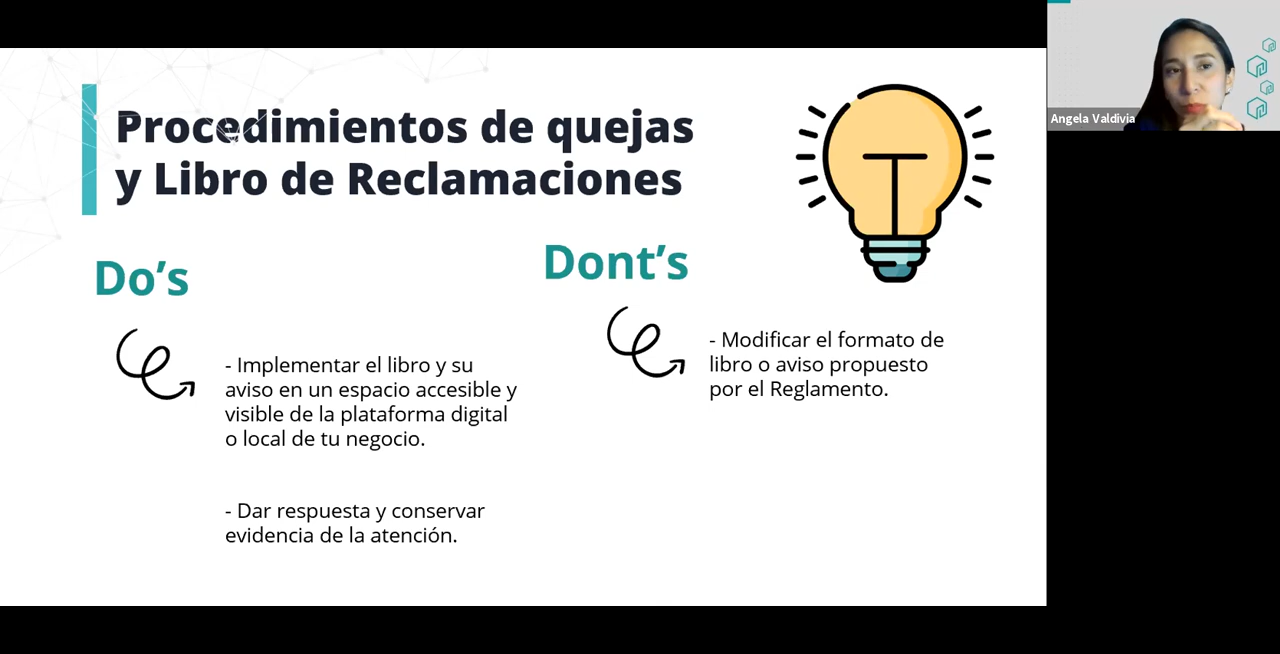 Procedimientos de quejas
y Libro de Reclamaciones
Do’s
- Implementar el libro y su
aviso en un espacio accesible y
visible de la plataforma digital
o local de tu negocio.
- Dar respuesta y conservar
evidencia de la atención.
Dont’s
- Modificar el formato de
libro o aviso propuesto
por el Reglamento.
Angela Valdivia